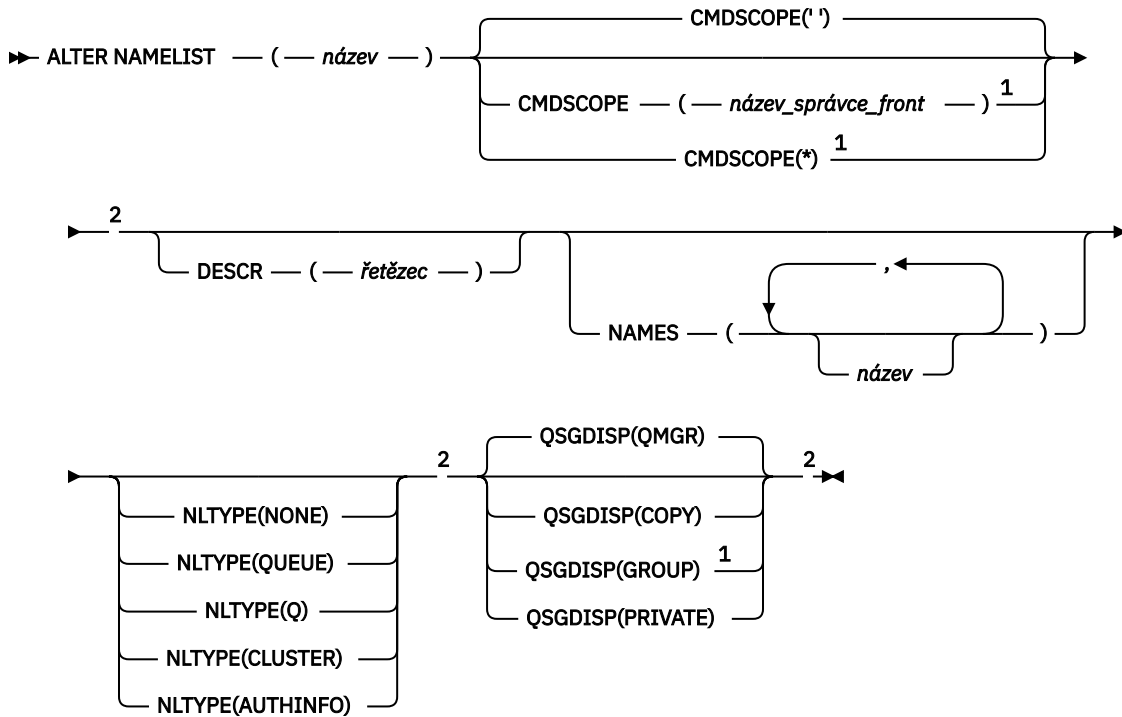 CMDSCOPE(' ')
ALTER NAMELIST ( název )
CMDSCOPE ( název_správce_front ) 1
CMDSCOPE(*) 1
2
DESCR ( řetězec )
,
NAMES ( )
název
QSGDISP(QMGR)
2 2
NLTYPE(NONE) QSGDISP(COPY)
NLTYPE(QUEUE) QSGDISP(GROUP) 1
NLTYPE(Q) QSGDISP(PRIVATE)
NLTYPE(CLUSTER)
NLTYPE(AUTHINFO)